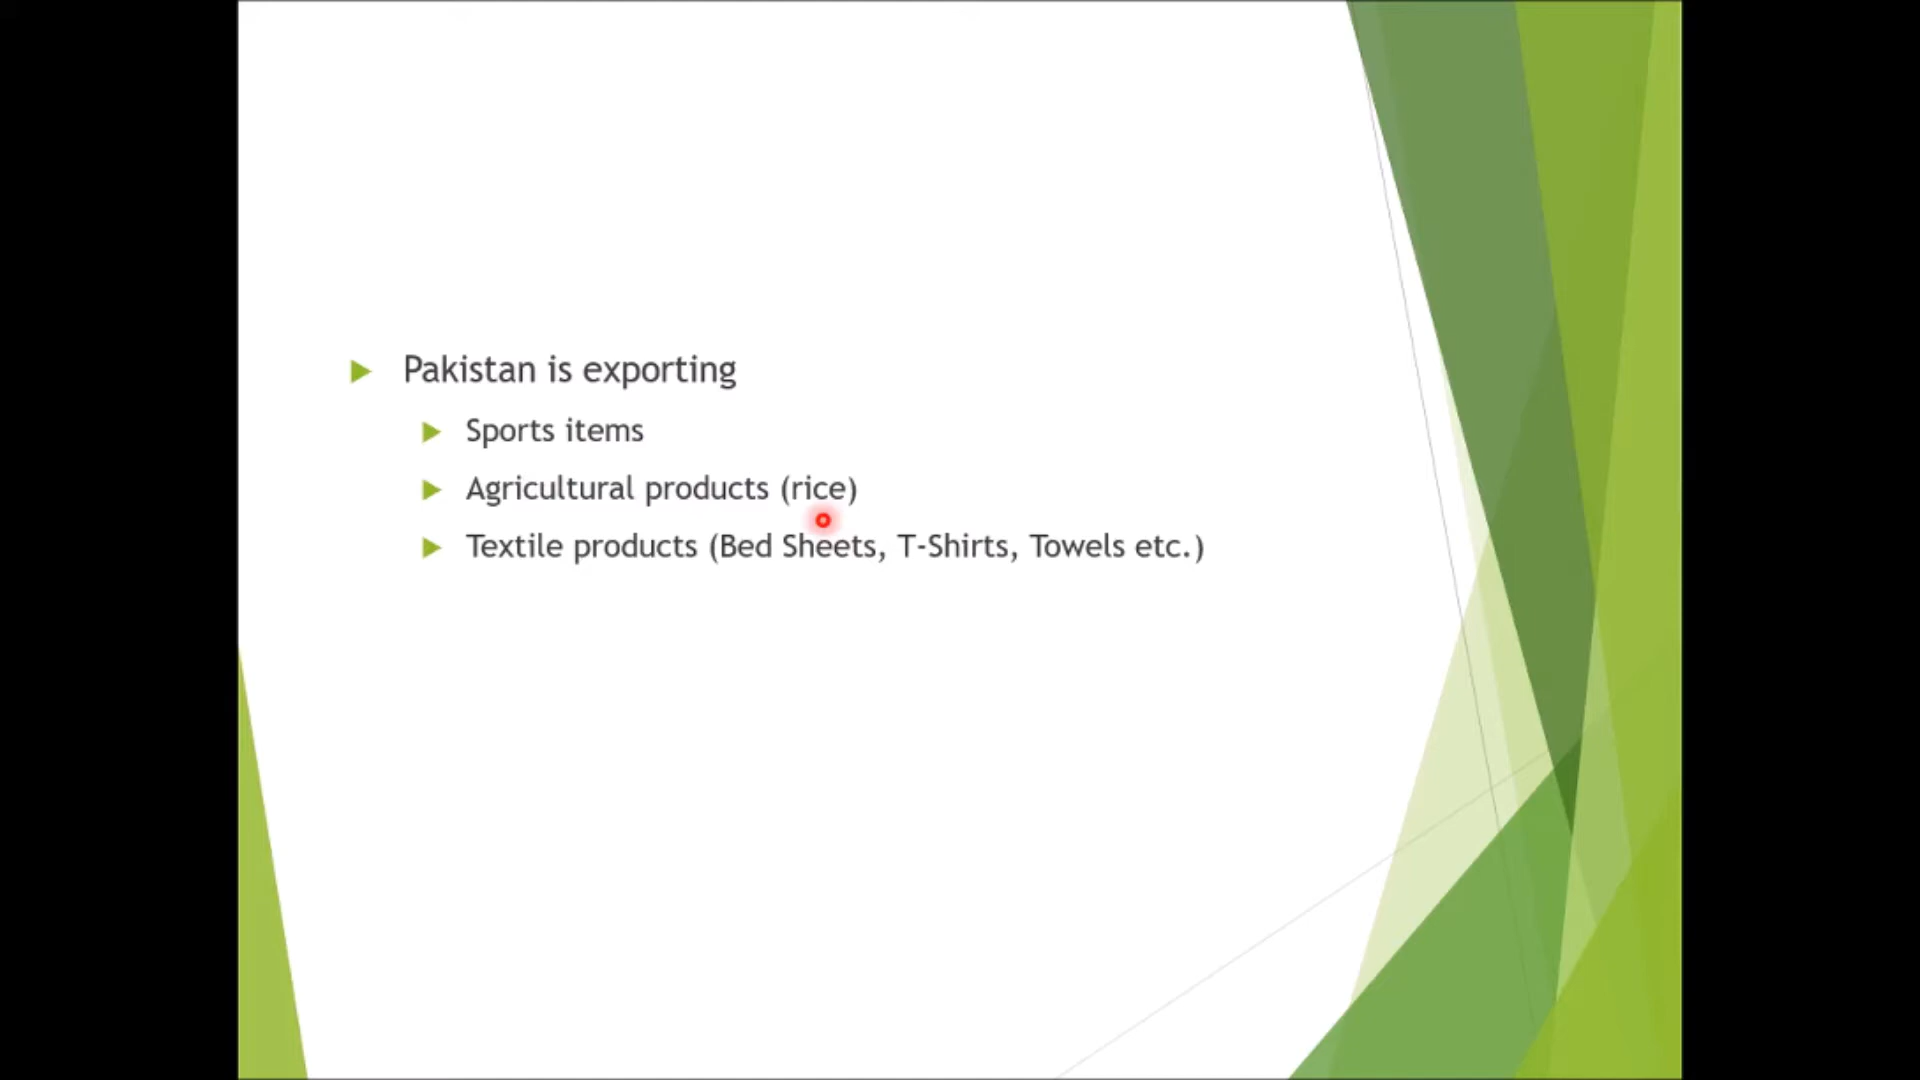 Pakistan is exporting
Sports items
Agricultural products (rice)
Textile products (Bed Sheets, T-Shirts, Towels etc.)